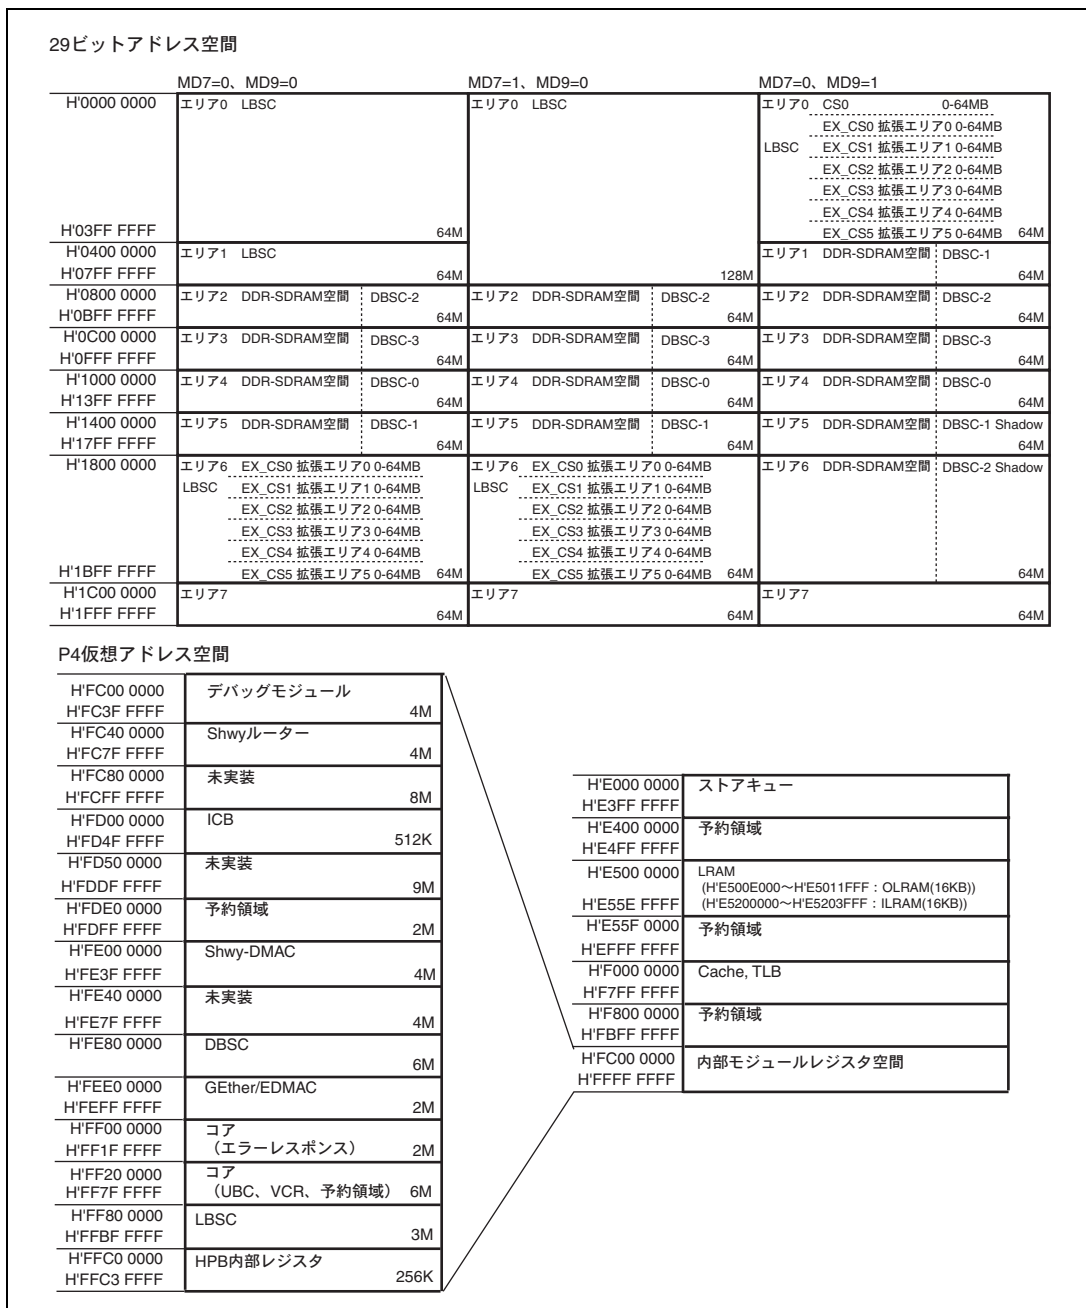 29ビットアドレス空間
MD7=0、MD9=0 MD7=1、MD9=0 MD7=0、MD9=1
H'0000 0000 エリア0 LBSC エリア0 LBSC エリア0 CS0 0-64MB
EX_CS0 拡張エリア0 0-64MB
LBSC EX_CS1 拡張エリア1 0-64MB
EX_CS2 拡張エリア2 0-64MB
EX_CS3 拡張エリア3 0-64MB
EX_CS4 拡張エリア4 0-64MB
H'03FF FFFF 64M EX_CS5 拡張エリア5 0-64MB 64M
H'0400 0000 エリア1 LBSC エリア1 DDR-SDRAM空間 DBSC-1
H'07FF FFFF 64M 128M 64M
H'0800 0000 エリア2 DDR-SDRAM空間 DBSC-2 エリア2 DDR-SDRAM空間 DBSC-2 エリア2 DDR-SDRAM空間 DBSC-2
H'0BFF FFFF 64M 64M 64M
H'0C00 0000 エリア3 DDR-SDRAM空間 DBSC-3 エリア3 DDR-SDRAM空間 DBSC-3 エリア3 DDR-SDRAM空間 DBSC-3
H'0FFF FFFF 64M 64M 64M
H'1000 0000 エリア4 DDR-SDRAM空間 DBSC-0 エリア4 DDR-SDRAM空間 DBSC-0 エリア4 DDR-SDRAM空間 DBSC-0
H'13FF FFFF 64M 64M 64M
H'1400 0000 エリア5 DDR-SDRAM空間 DBSC-1 エリア5 DDR-SDRAM空間 DBSC-1 エリア5 DDR-SDRAM空間 DBSC-1 Shadow
H'17FF FFFF 64M 64M 64M
H'1800 0000 エリア6 EX_CS0 拡張エリア0 0-64MB エリア6 EX_CS0 拡張エリア0 0-64MB エリア6 DDR-SDRAM空間 DBSC-2 Shadow
LBSC EX_CS1 拡張エリア1 0-64MB LBSC EX_CS1 拡張エリア1 0-64MB
EX_CS2 拡張エリア2 0-64MB EX_CS2 拡張エリア2 0-64MB
EX_CS3 拡張エリア3 0-64MB EX_CS3 拡張エリア3 0-64MB
EX_CS4 拡張エリア4 0-64MB EX_CS4 拡張エリア4 0-64MB
H'1BFF FFFF EX_CS5 拡張エリア5 0-64MB 64M EX_CS5 拡張エリア5 0-64MB 64M 64M
H'1C00 0000 エリア7 エリア7 エリア7
H'1FFF FFFF 64M 64M 64M
P4仮想アドレス空間
H'FC00 0000 デバッグモジュール
H'FC3F FFFF 4M
H'FC40 0000 Shwyルーター
H'FC7F FFFF 4M
H'FC80 0000 未実装
H'FCFF FFFF 8M
H'FD00 0000 ICB
H'FD4F FFFF 512K
H'FD50 0000 未実装
H'FDDF FFFF 9M
H'FDE0 0000 予約領域
H'FDFF FFFF 2M
H'FE00 0000 Shwy-DMAC
H'FE3F FFFF 4M
H'FE40 0000 未実装
H'FE7F FFFF 4M
H'FE80 0000 DBSC
6M
H'FEE0 0000 GEther/EDMAC
H'FEFF FFFF 2M
H'FF00 0000 コア
H'FF1F FFFF （エラーレスポンス） 2M
H'FF20 0000 コア
H'FF7F FFFF （UBC、VCR、予約領域） 6M
H'FF80 0000 LBSC
H'FFBF FFFF 3M
H'FFC0 0000 HPB内部レジスタ
H'FFC3 FFFF 256K
H'E000 0000 ストアキュー
H'E3FF FFFF
H'E400 0000 予約領域
H'E4FF FFFF
H'E500 0000 LRAM
(H'E500E000～H'E5011FFF：OLRAM(16KB))
H'E55E FFFF (H'E5200000～H'E5203FFF：ILRAM(16KB))
H'E55F 0000 予約領域
H'EFFF FFFF
H'F000 0000 Cache, TLB
H'F7FF FFFF
H'F800 0000 予約領域
H'FBFF FFFF
H'FC00 0000 内部モジュールレジスタ空間
H'FFFF FFFF